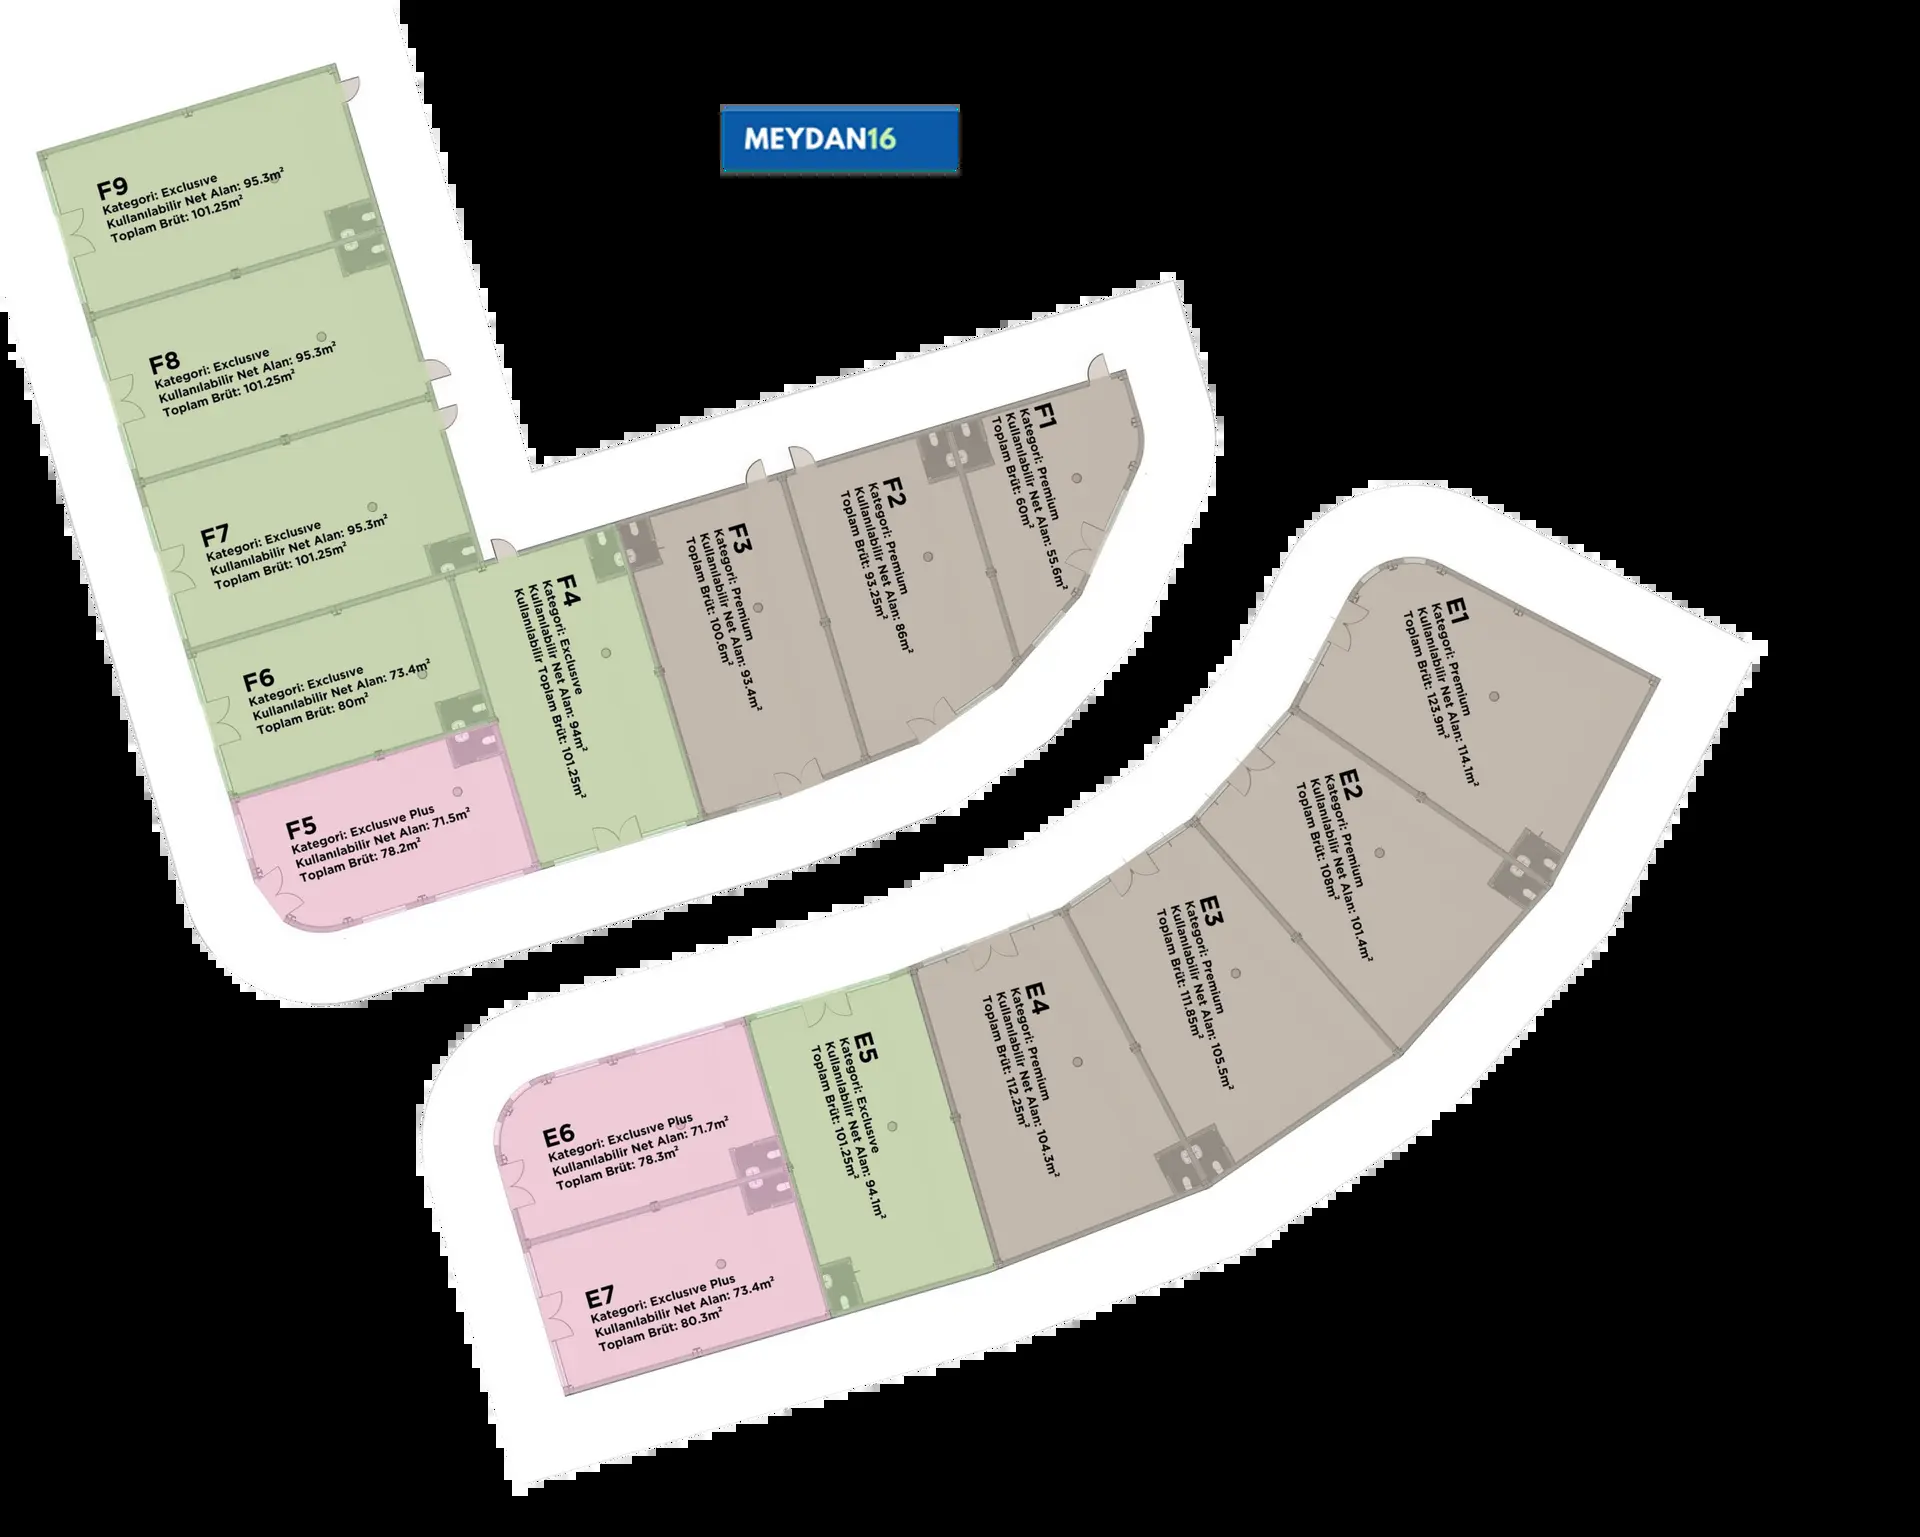 MEYDAN16
F9
Kategori: Exclusıve
Kullanılabilir Net Alan: 95.3m²
Toplam Brüt: 101.25m²
F8
Kategori: Exclusıve
Kullanılabilir Net Alan: 95.3m²
Toplam Brüt: 101.25m²
F7
Kategori: Exclusıve
Kullanılabilir Net Alan: 95.3m²
Toplam Brüt: 101.25m²
F6
Kategori: Exclusıve
Kullanılabilir Net Alan: 73.4m²
Toplam Brüt: 80m²
F5
Kategori: Exclusıve Plus
Kullanılabilir Net Alan: 71.5m²
Toplam Brüt: 78.2m²
F4
Kategori: Exclusıve
Kullanılabilir Net Alan: 94m²
Kullanılabilir Toplam Brüt: 101.25m²
F3
Kategori: Premium
Kullanılabilir Net Alan: 93.4m²
Toplam Brüt: 100.6m²
F2
Kategori: Premium
Kullanılabilir Net Alan: 86m²
Toplam Brüt: 93.25m²
F1
Kategori: Premium
Kullanılabilir Net Alan: 55.6m²
Toplam Brüt: 60m²
E1
Kategori: Premium
Kullanılabilir Net Alan: 114.1m²
Toplam Brüt: 123.9m²
E2
Kategori: Premium
Kullanılabilir Net Alan: 101.4m²
Toplam Brüt: 108m²
E3
Kategori: Premium
Kullanılabilir Net Alan: 105.5m²
Toplam Brüt: 111.85m²
E4
Kategori: Premium
Kullanılabilir Net Alan: 104.3m²
Toplam Brüt: 112.25m²
E5
Kategori: Exclusıve
Kullanılabilir Net Alan: 94.1m²
Toplam Brüt: 101.25m²
E6
Kategori: Exclusıve Plus
Kullanılabilir Net Alan: 71.7m²
Toplam Brüt: 78.3m²
E7
Kategori: Exclusıve Plus
Kullanılabilir Net Alan: 73.4m²
Toplam Brüt: 80.3m²